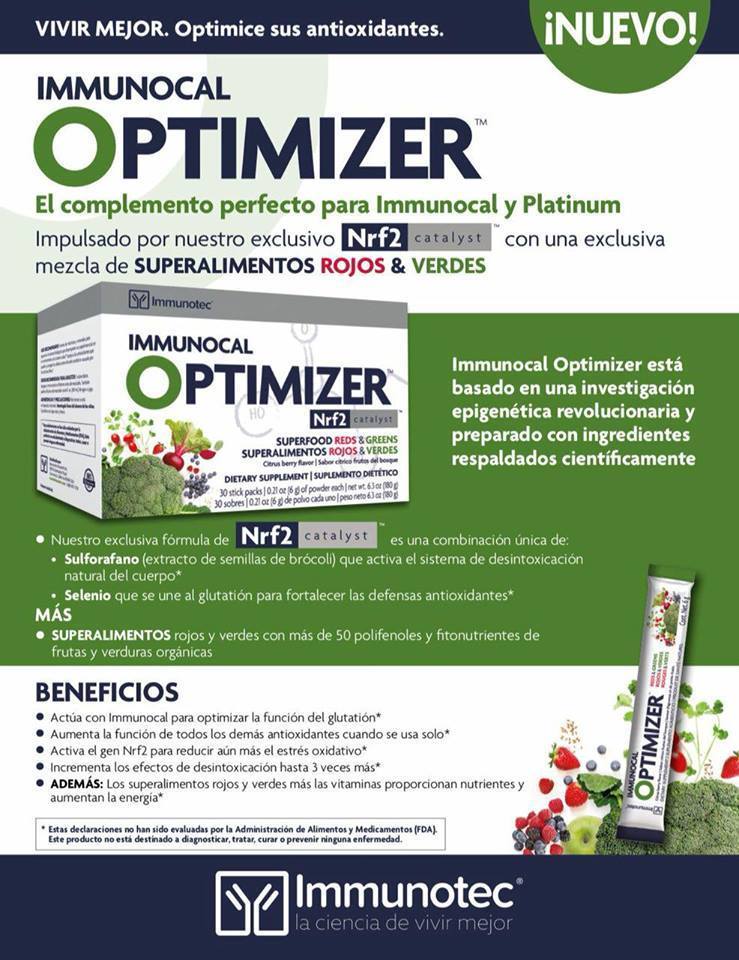 VIVIR MEJOR. Optimice sus antioxidantes.
¡NUEVO!
IMMUNOCAL
OPTIMIZER™
El complemento perfecto para Immunocal y Platinum
Impulsado por nuestro exclusivo Nrf2 catalyst™ con una exclusiva
mezcla de SUPERALIMENTOS ROJOS & VERDES
Immunotec
IMMUNOCAL
OPTIMIZER™
Nrf2 catalyst™
SUPERFOOD REDS & GREENS
SUPERALIMENTOS ROJOS & VERDES
Citrus berry flavor | Sabor cítrico frutos del bosque
DIETARY SUPPLEMENT | SUPLEMENTO DIETÉTICO
30 stick packs | 0.21 oz (6 g) of powder each | net wt. 6.3 oz (180 g)
30 sobres | 0.21 oz (6 g) de polvo cada uno | peso neto 6.3 oz (180 g)
HO
Immunocal Optimizer está
basado en una investigación
epigenética revolucionaria y
preparado con ingredientes
respaldados científicamente
• Nuestro exclusiva fórmula de Nrf2 catalyst™ es una combinación única de:
• Sulforafano (extracto de semillas de brócoli) que activa el sistema de desintoxicación
natural del cuerpo*
• Selenio que se une al glutatión para fortalecer las defensas antioxidantes*
MÁS
• SUPERALIMENTOS rojos y verdes con más de 50 polifenoles y fitonutrientes de
frutas y verduras orgánicas
BENEFICIOS
• Actúa con Immunocal para optimizar la función del glutatión*
• Aumenta la función de todos los demás antioxidantes cuando se usa solo*
• Activa el gen Nrf2 para reducir aún más el estrés oxidativo*
• Incrementa los efectos de desintoxicación hasta 3 veces más*
• ADEMÁS: Los superalimentos rojos y verdes más las vitaminas proporcionan nutrientes y
aumentan la energía*
* Estas declaraciones no han sido evaluadas por la Administración de Alimentos y Medicamentos (FDA).
Este producto no está destinado a diagnosticar, tratar, curar o prevenir ninguna enfermedad.
IMMUNOCAL
OPTIMIZER
REDS & GREENS
ROJOS & VERDES
ROUGES & VERTS
Immunotec
Immunotec®
la ciencia de vivir mejor